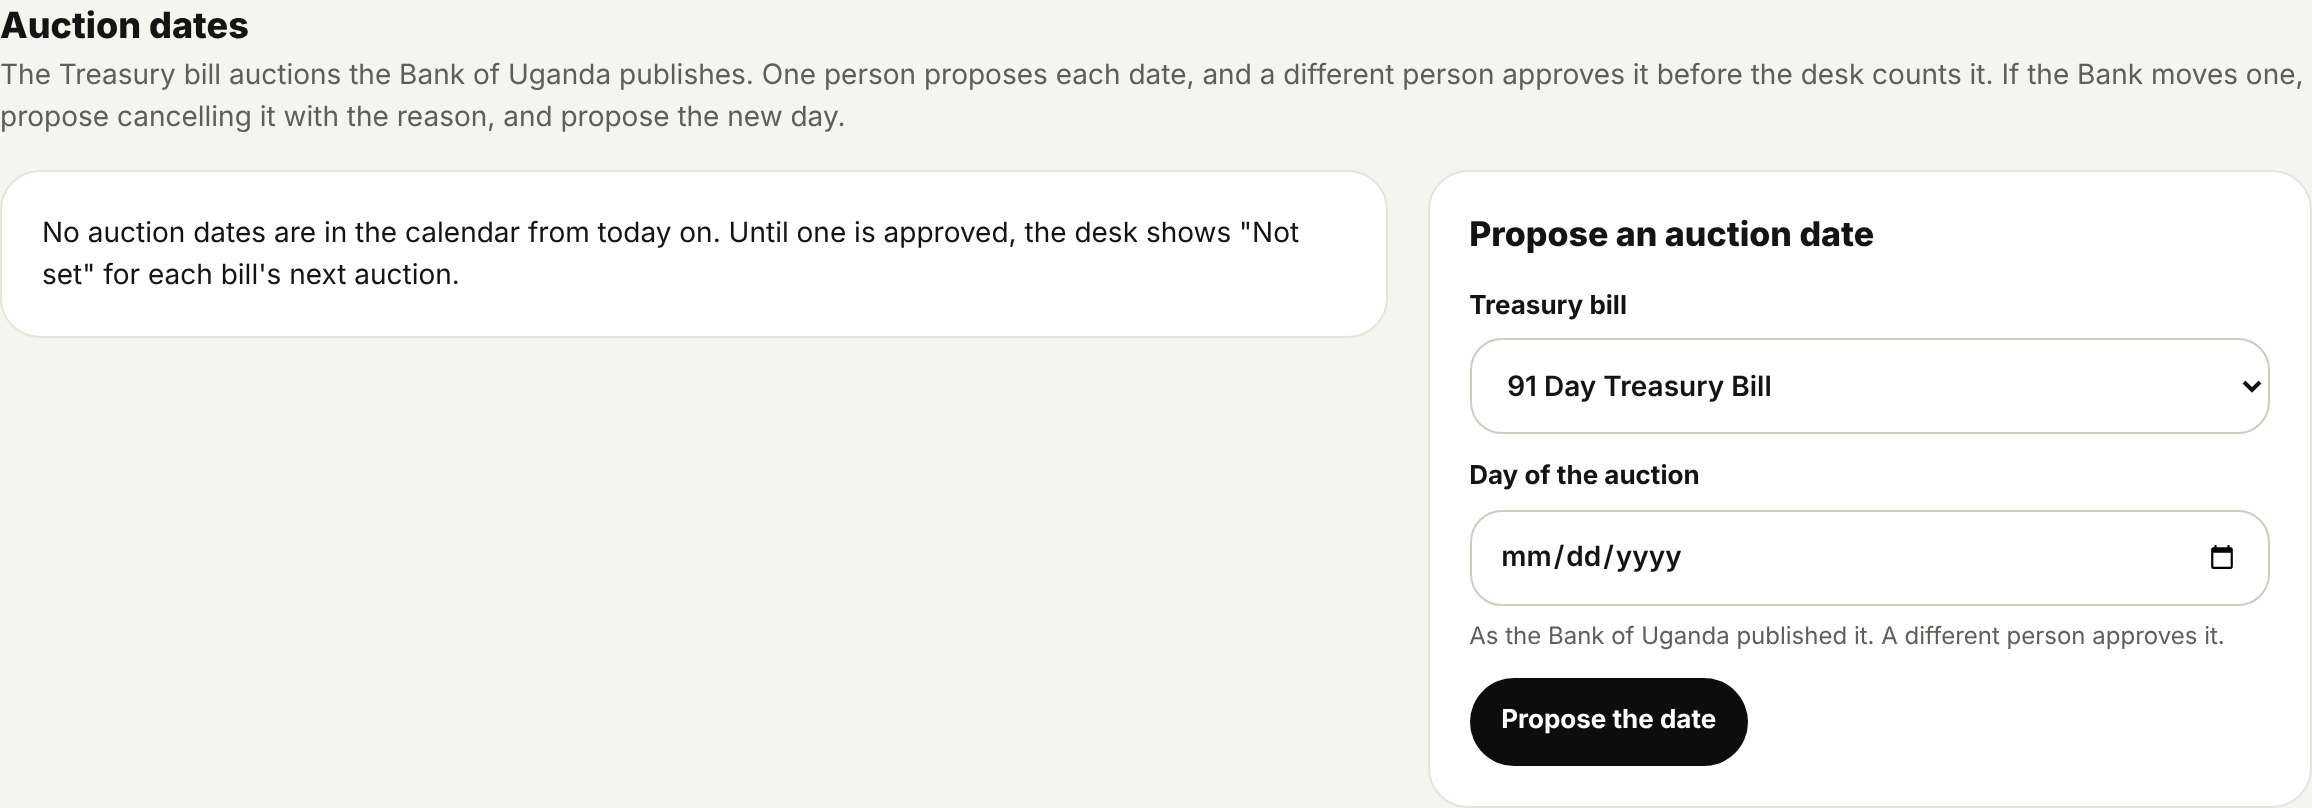 Auction dates
The Treasury bill auctions the Bank of Uganda publishes. One person proposes each date, and a different person approves it before the desk counts it. If the Bank moves one,
propose cancelling it with the reason, and propose the new day.
No auction dates are in the calendar from today on. Until one is approved, the desk shows "Not
set" for each bill's next auction.
Propose an auction date
Treasury bill
91 Day Treasury Bill
Day of the auction
mm/dd/yyyy
As the Bank of Uganda published it. A different person approves it.
Propose the date